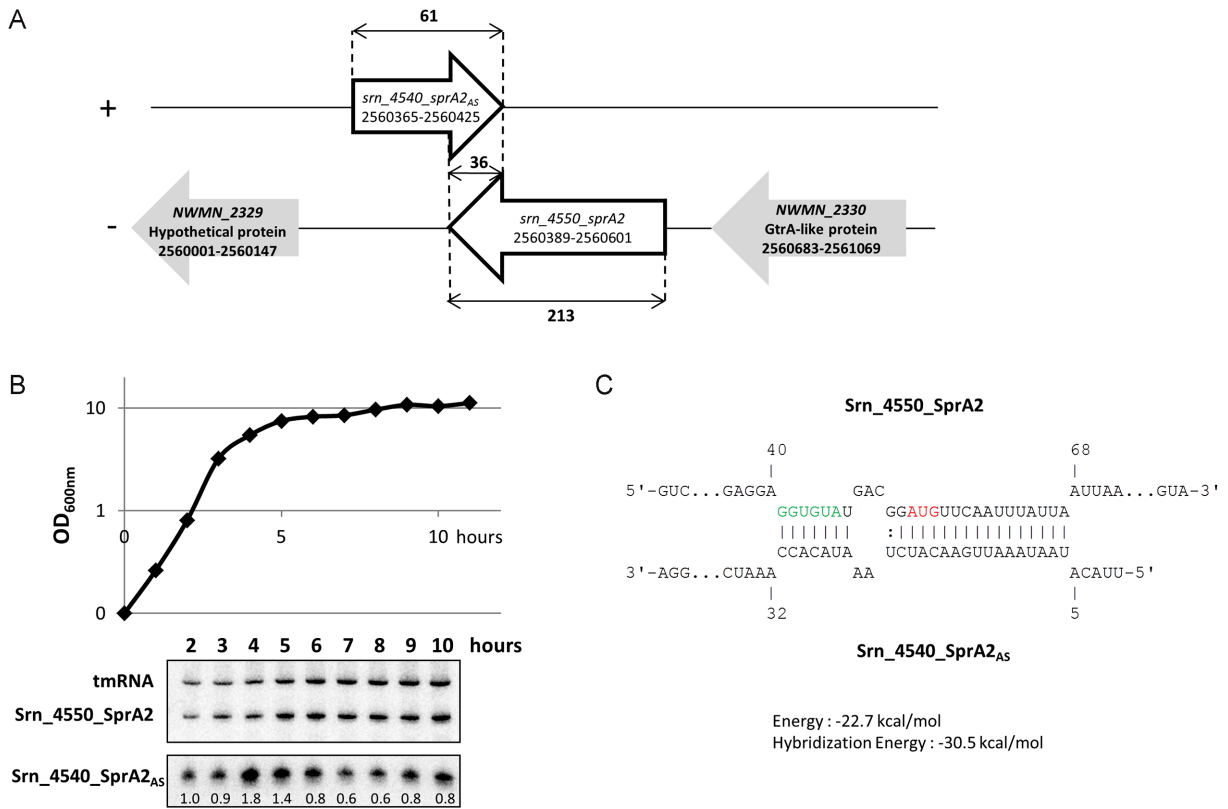 A
61
+
srn_4540_sprA2AS
2560365-2560425
36
-
NWMN_2329
Hypothetical protein
2560001-2560147
srn_4550_sprA2
2560389-2560601
NWMN_2330
GtrA-like protein
2560683-2561069
213
B
10
1
0
OD600nm
0 5 10 hours
2 3 4 5 6 7 8 9 10 hours
tmRNA
Srn_4550_SprA2
Srn_4540_SprA2AS
1.0 0.9 1.8 1.4 0.8 0.6 0.6 0.8 0.8
C
Srn_4550_SprA2
40 68
| |
5'-GUC...GAGGA GAC AUUAA...GUA-3'
GGUGUAU GGAUGUUCAAUUUAUUA
||||||| :||||||||||||||||
CCACAUA UCUACAAGUUAAAUAAU
3'-AGG...CUAAA AA ACAUU-5'
| |
32 5
Srn_4540_SprA2AS
Energy : -22.7 kcal/mol
Hybridization Energy : -30.5 kcal/mol